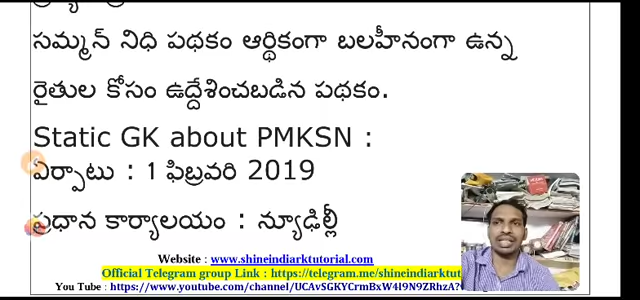 సమ్మన్ నిధి పథకం ఆర్థికంగా బలహీనంగా ఉన్న
రైతుల కోసం ఉద్దేశించబడిన పథకం.
Static GK about PMKSN :
ఏర్పాటు : 1 ఫిబ్రవరి 2019
ప్రధాన కార్యాలయం : న్యూఢిల్లీ
Website : www.shineindiarktutorial.com
Official Telegram group Link : https://telegram.me/shineindiarktut
You Tube : https://www.youtube.com/channel/UCAvSGKYCrmBxW4I9N9ZRhzA?